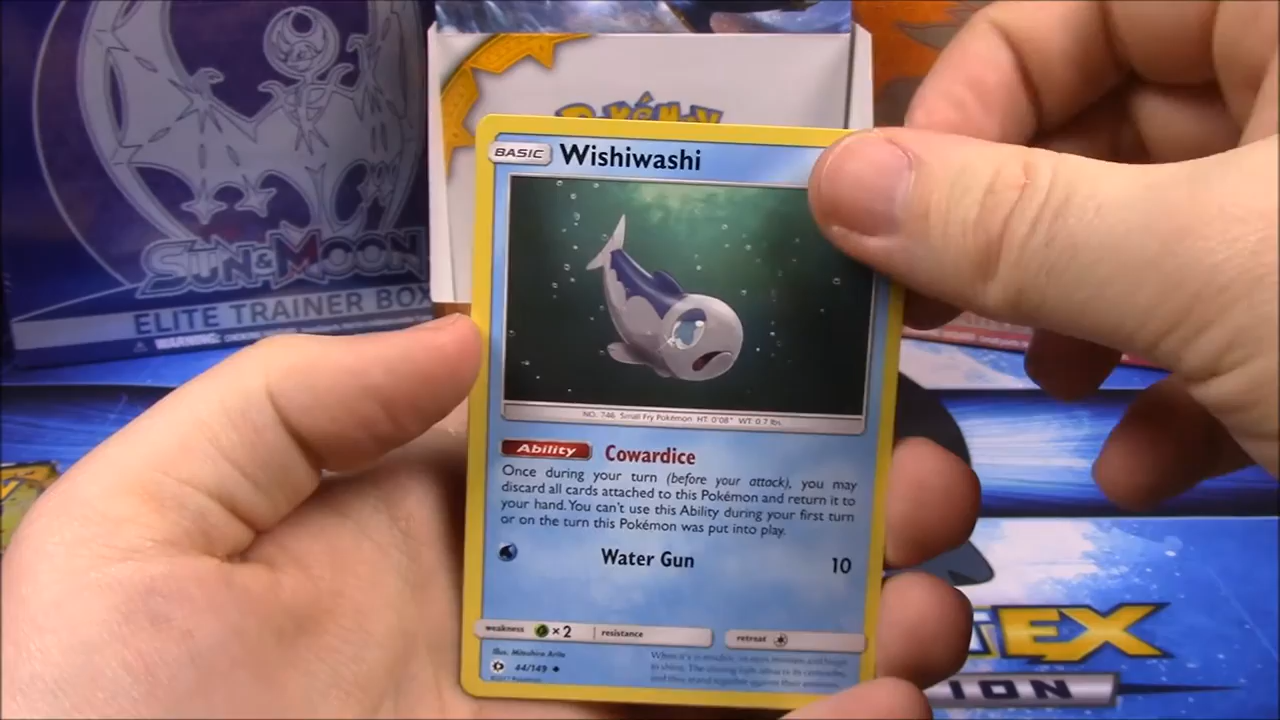 POKÉMON
SUN & MOON
ELITE TRAINER BOX
WARNING:
BASIC Wishiwashi
NO. 746 Small Fry Pokémon HT: 0'08" WT: 0.7 lbs.
Ability Cowardice
Once during your turn (before your attack), you may
discard all cards attached to this Pokémon and return it to
your hand. You can't use this Ability during your first turn
or on the turn this Pokémon was put into play.
Water Gun 10
weakness ×2 resistance retreat
Illus. Mitsuhiro Arita
44/149
©2017 Pokémon
EX
ION